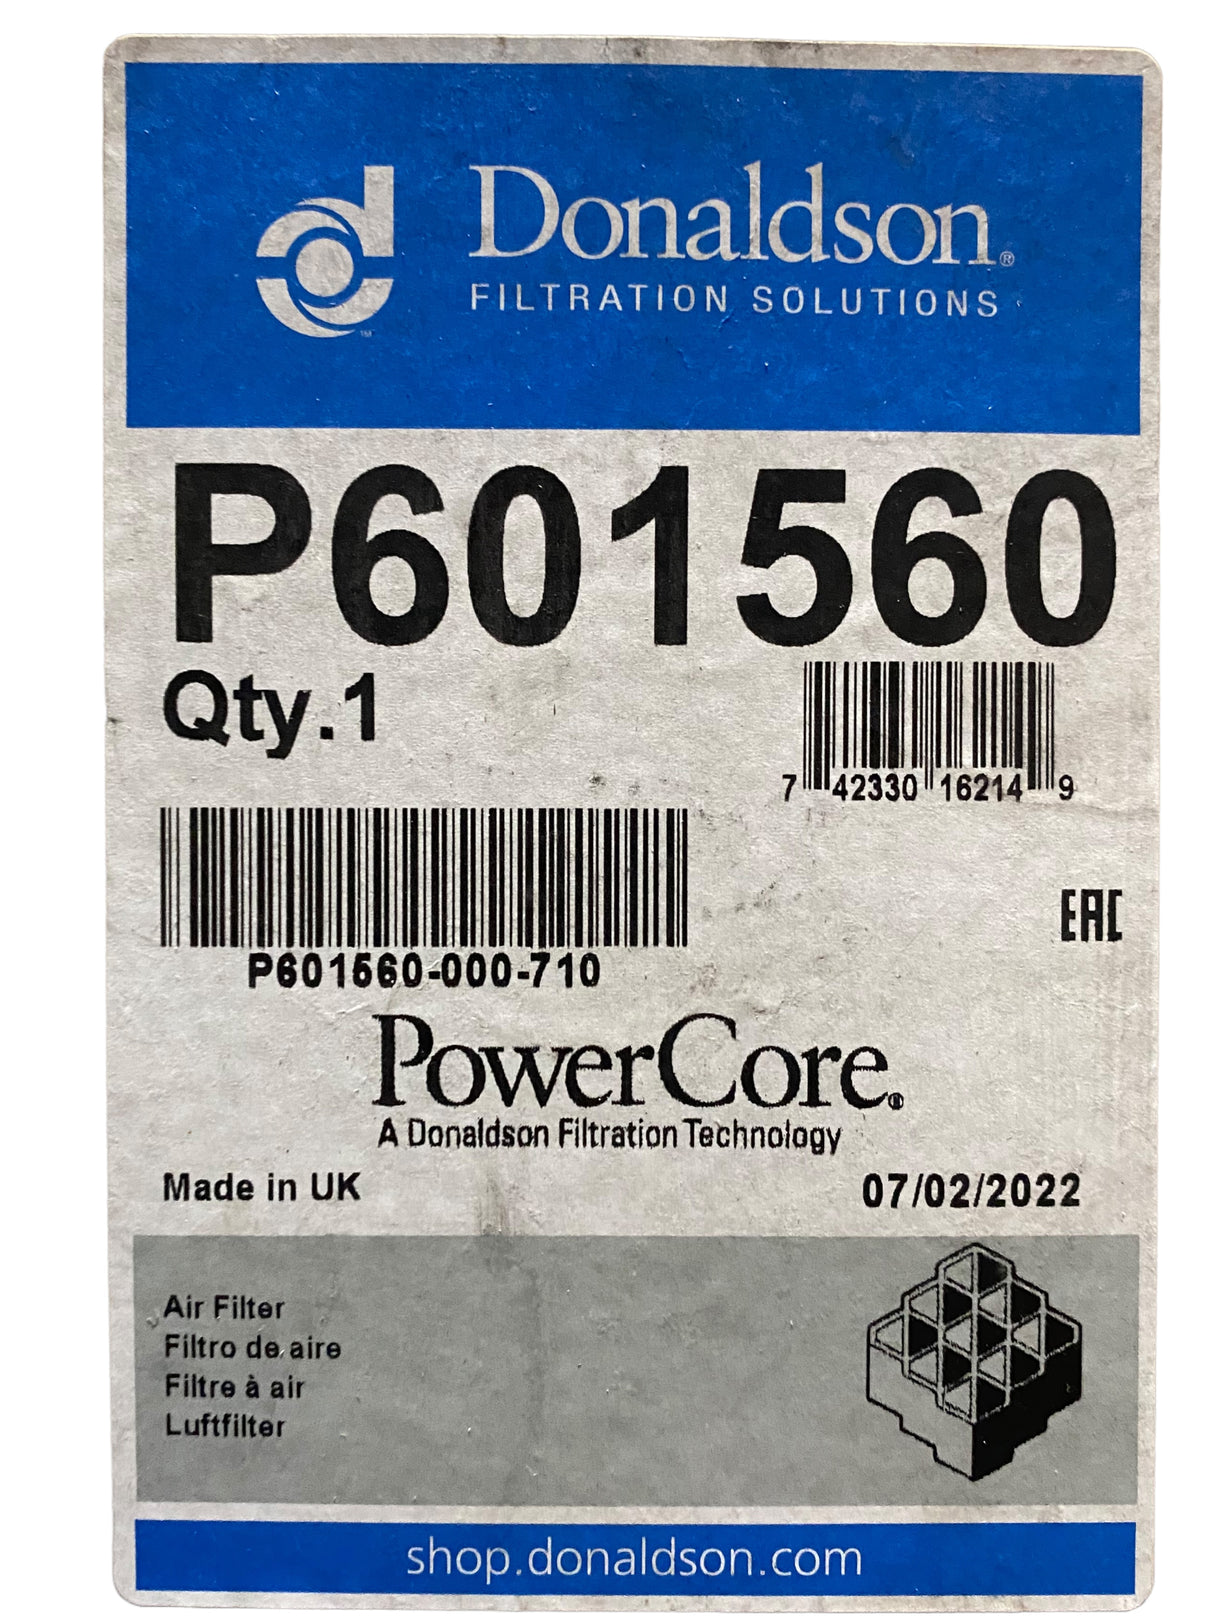 Donaldson®
FILTRATION SOLUTIONS
™
P601560
Qty.1
7 42330 16214 9
P601560-000-710
EAC
PowerCore®
A Donaldson Filtration Technology
Made in UK
07/02/2022
Air Filter
Filtro de aire
Filtre à air
Luftfilter
shop.donaldson.com